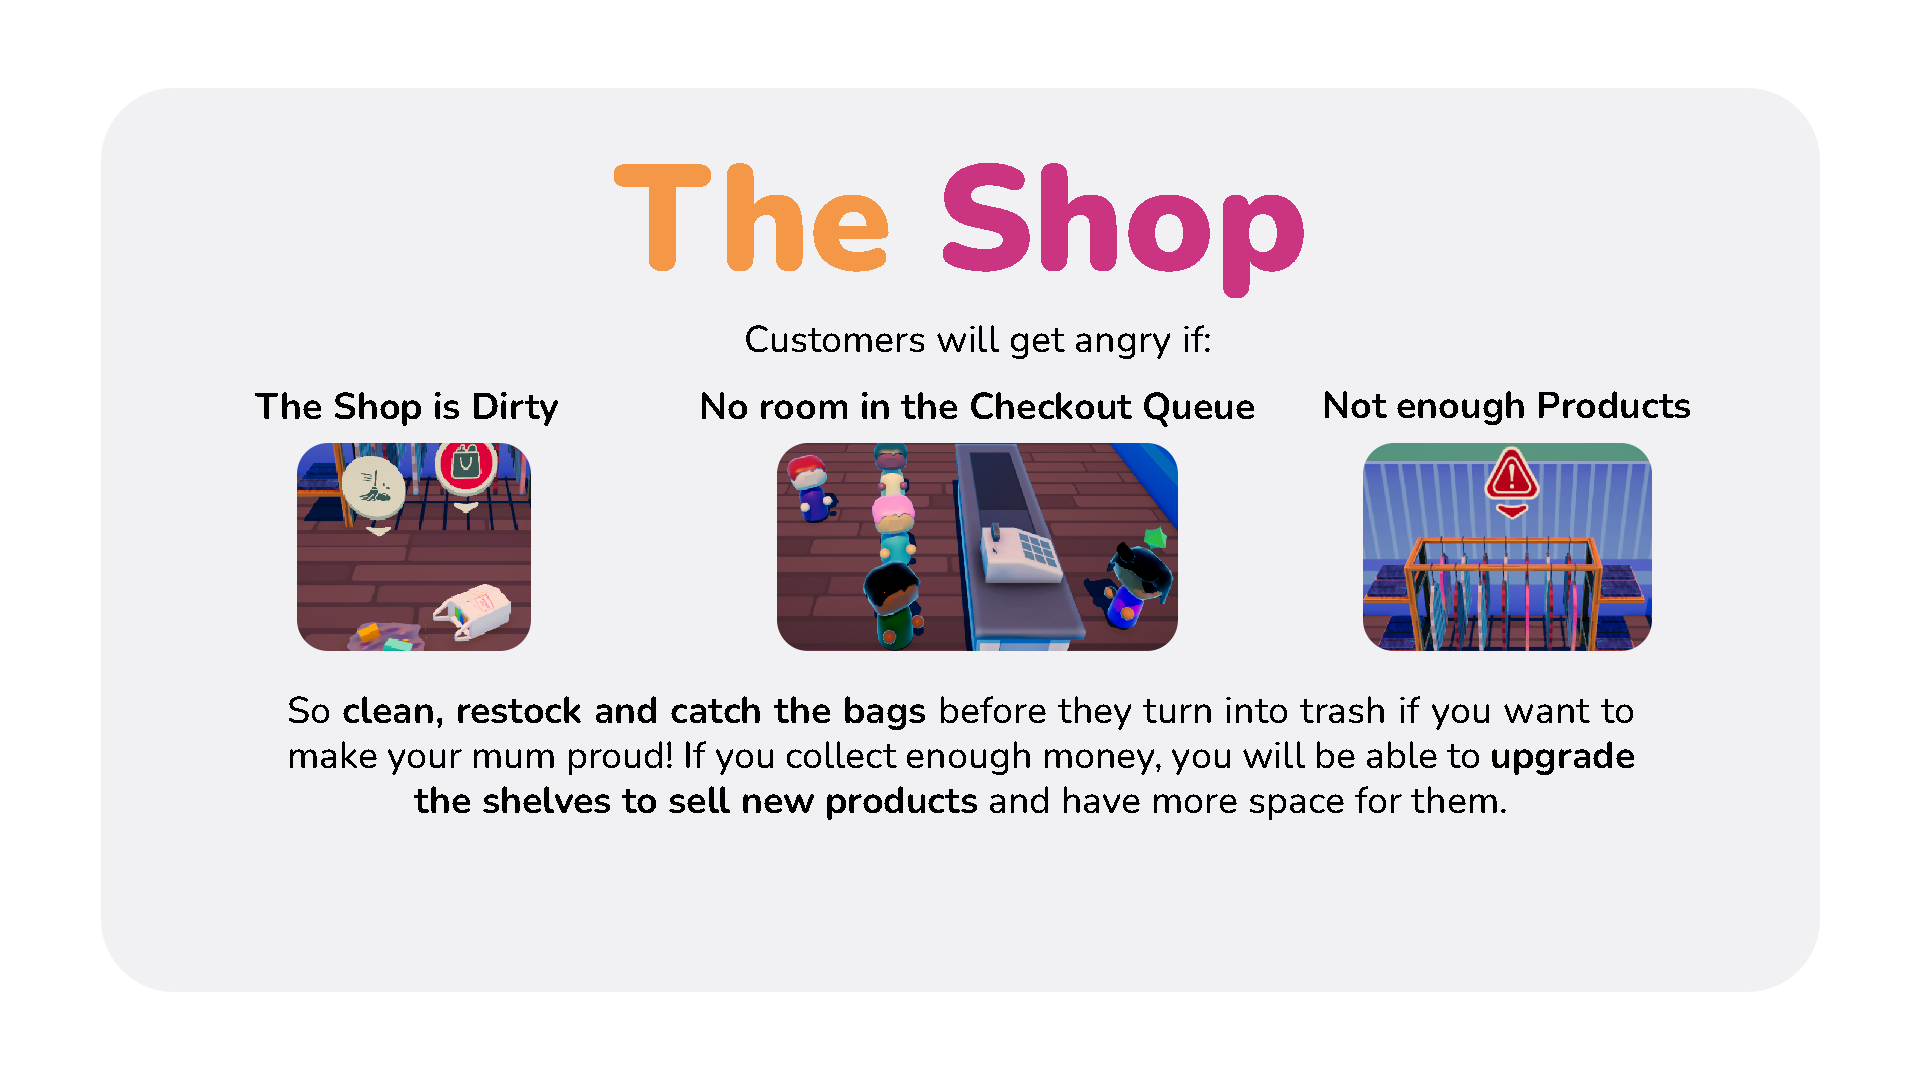 The Shop
Customers will get angry if:
The Shop is Dirty
No room in the Checkout Queue
Not enough Products
So clean, restock and catch the bags before they turn into trash if you want to
make your mum proud! If you collect enough money, you will be able to upgrade
the shelves to sell new products and have more space for them.